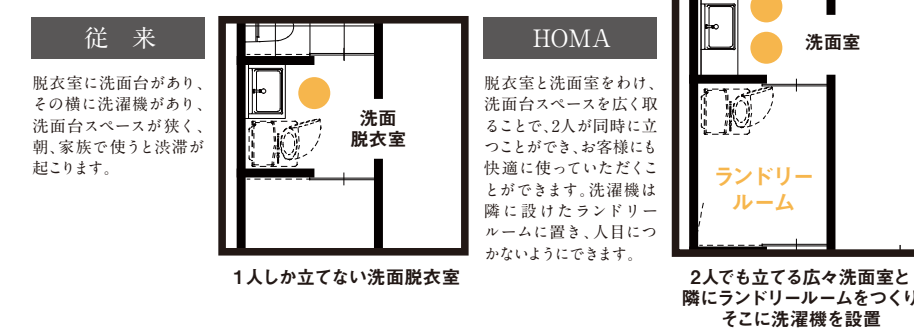 従 来
脱衣室に洗面台があり、
その横に洗濯機があり、
洗面台スペースが狭く、
朝、家族で使うと渋滞が
起こります。
洗面
脱衣室
1人しか立てない洗面脱衣室
HOMA
脱衣室と洗面室をわけ、
洗面台スペースを広く取
ることで、2人が同時に立
つことができ、お客様にも
快適に使っていただくこ
とができます。洗濯機は
隣に設けたランドリー
ルームに置き、人目につ
かないようにできます。
洗面室
ランドリー
ルーム
2人でも立てる広々洗面室と
隣にランドリールームをつくり
そこに洗濯機を設置